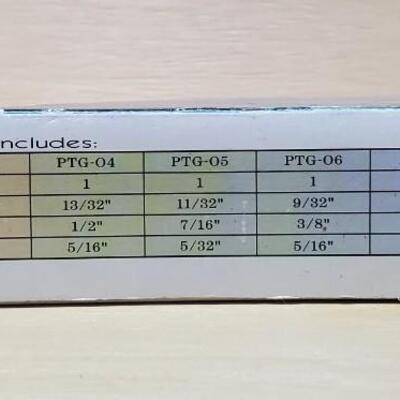 ncludes:
PTG-04 PTG-05 PTG-06
1 1 1
13/32" 11/32" 9/32"
1/2" 7/16" 3/8"
5/16" 5/32" 5/16"